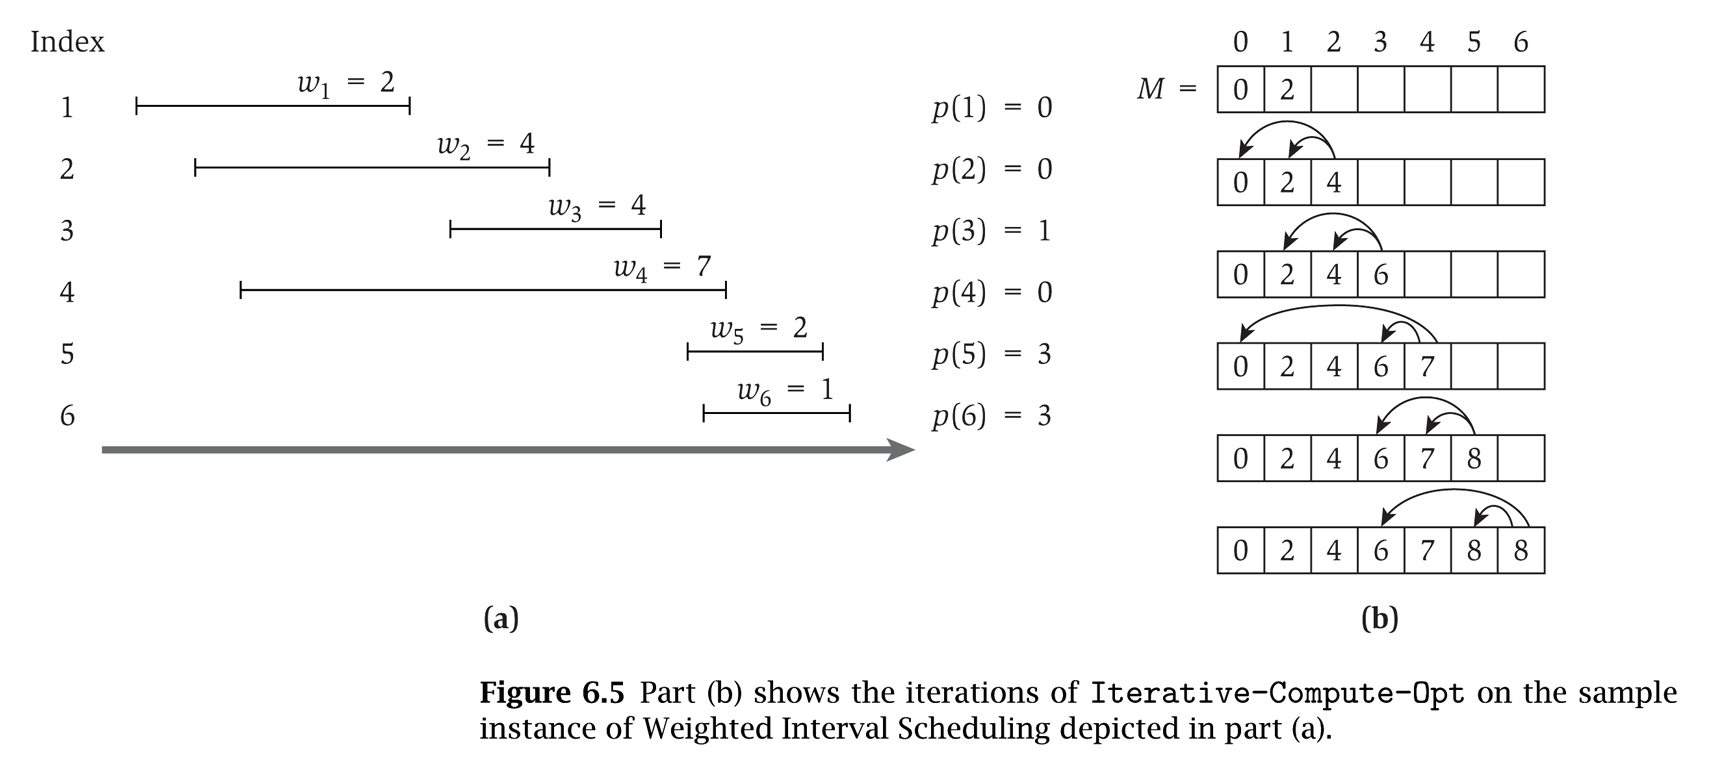 Index
w₁ = 2
1
p(1) = 0
w₂ = 4
2
p(2) = 0
w₃ = 4
3
p(3) = 1
w₄ = 7
4
p(4) = 0
w₅ = 2
5
p(5) = 3
w₆ = 1
6
p(6) = 3
(a)
0 1 2 3 4 5 6
M = 0 2
0 2 4
0 2 4 6
0 2 4 6 7
0 2 4 6 7 8
0 2 4 6 7 8 8
(b)
Figure 6.5 Part (b) shows the iterations of Iterative-Compute-Opt on the sample
instance of Weighted Interval Scheduling depicted in part (a).